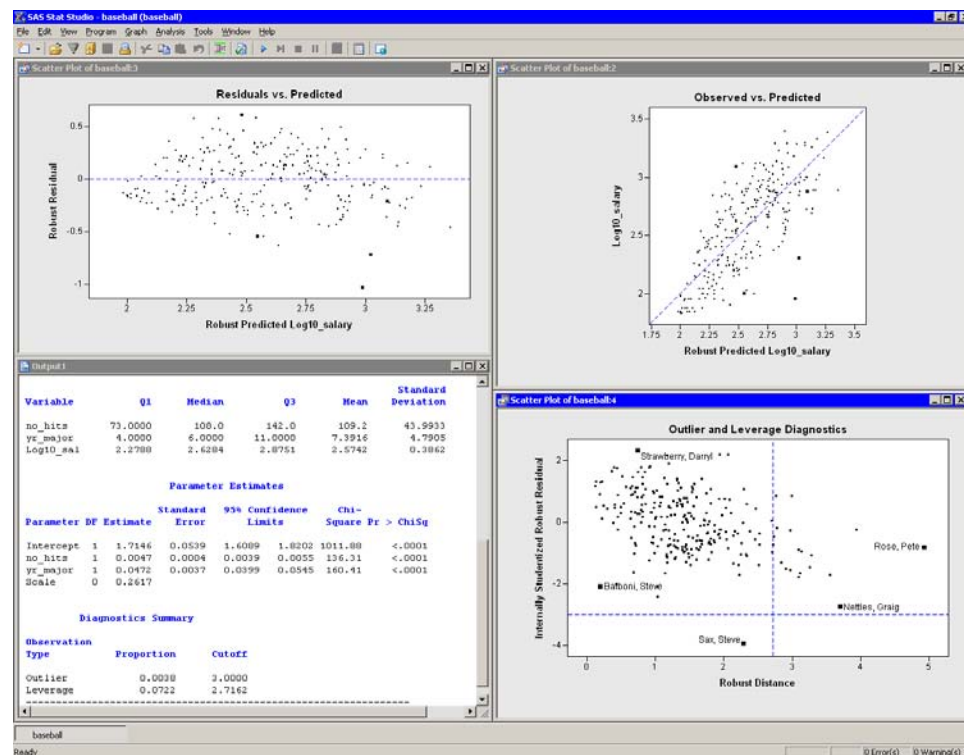 SAS Stat Studio - baseball (baseball)
File Edit View Program Graph Analysis Tools Window Help
Scatter Plot of baseball:3
Residuals vs. Predicted
Robust Residual
0.5
0
-0.5
-1
2 2.25 2.5 2.75 3 3.25
Robust Predicted Log10_salary
Scatter Plot of baseball:2
Observed vs. Predicted
Log10_salary
3.5
3
2.5
2
1.75 2 2.25 2.5 2.75 3 3.25 3.5
Robust Predicted Log10_salary
Output1
Standard
Variable Q1 Median Q3 Mean Deviation
no_hits 73.0000 108.0 142.0 109.2 43.9933
yr_major 4.0000 6.0000 11.0000 7.3916 4.7905
Log10_sal 2.2788 2.6284 2.8751 2.5742 0.3862
Parameter Estimates
Standard 95% Confidence Chi-
Parameter DF Estimate Error Limits Square Pr > ChiSq
Intercept 1 1.7146 0.0539 1.6089 1.8202 1011.88 <.0001
no_hits 1 0.0047 0.0004 0.0039 0.0055 136.31 <.0001
yr_major 1 0.0472 0.0037 0.0399 0.0545 160.41 <.0001
Scale 0 0.2617
Diagnostics Summary
Observation
Type Proportion Cutoff
Outlier 0.0038 3.0000
Leverage 0.0722 2.7162
Scatter Plot of baseball:4
Outlier and Leverage Diagnostics
Internally Studentized Robust Residual
2
0
-2
-4
Strawberry, Darryl
Rose, Pete
Balboni, Steve
Nettles, Graig
Sax, Steve
0 1 2 3 4 5
Robust Distance
baseball
Ready 0 Error(s) 0 Warning(s)